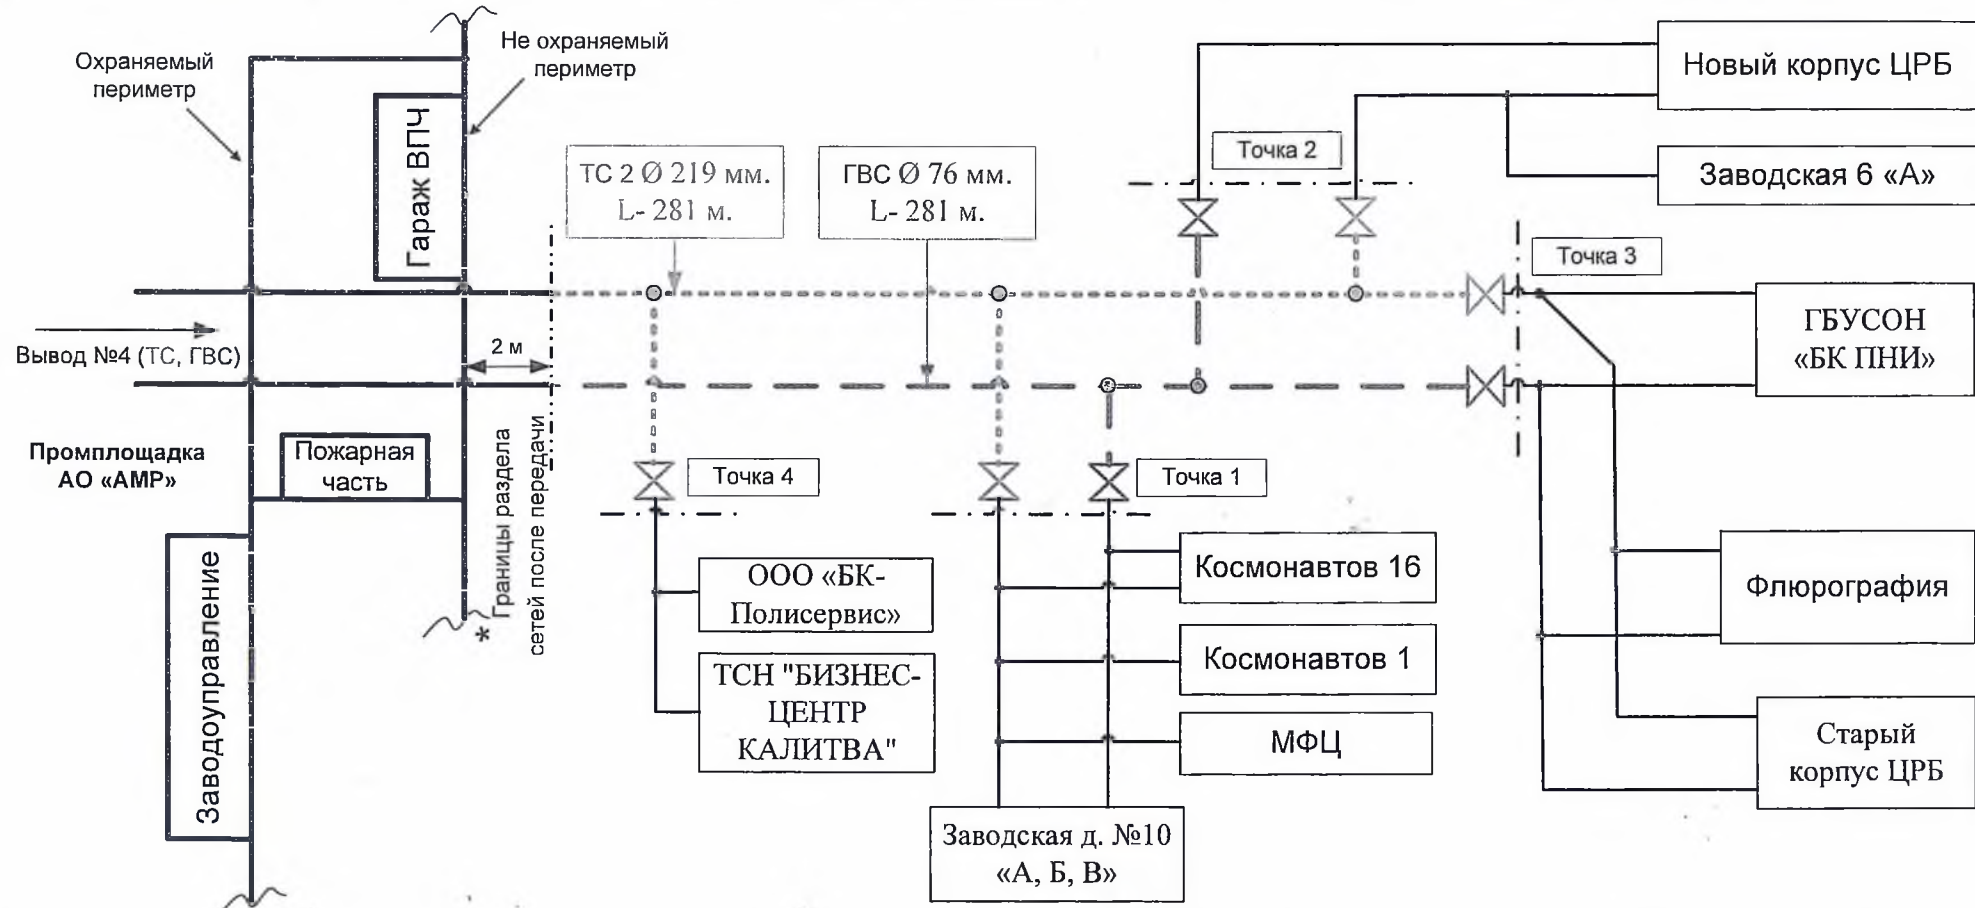 Охраняемый
периметр
Не охраняемый
периметр
Гараж ВПЧ
ТС 2 Ø 219 мм.
L- 281 м.
ГВС Ø 76 мм.
L- 281 м.
Точка 2
Новый корпус ЦРБ
Заводская 6 «А»
Точка 3
ГБУСОН
«БК ПНИ»
Вывод №4 (ТС, ГВС)
2 м
Промплощадка
АО «АМР»
Пожарная
часть
* Границы раздела
сетей после передачи
Точка 4
Точка 1
Заводоуправление
ООО «БК-
Полисервис»
ТСН "БИЗНЕС-
ЦЕНТР
КАЛИТВА"
Космонавтов 16
Космонавтов 1
МФЦ
Заводская д. №10
«А, Б, В»
Флюрография
Старый
корпус ЦРБ